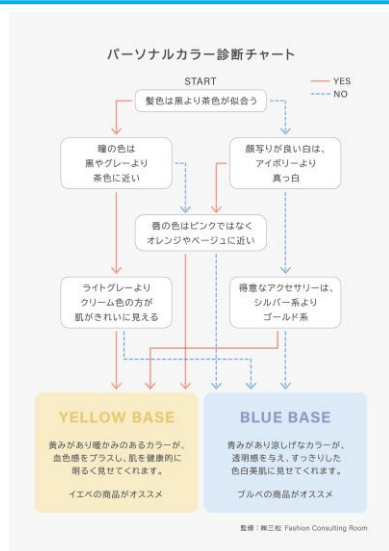 パーソナルカラー診断チャート
START
YES
NO
髪色は黒より茶色が似合う
瞳の色は
黒やグレーより
茶色に近い
顔写りが良い白は、
アイボリーより
真っ白
唇の色はピンクではなく
オレンジやベージュに近い
ライトグレーより
クリーム色の方が
肌がきれいに見える
得意なアクセサリーは、
シルバー系より
ゴールド系
YELLOW BASE
黄みがあり暖かみのあるカラーが、
血色感をプラスし、肌を健康的に
明るく見せてくれます。
イエベの商品がオススメ
BLUE BASE
青みがあり涼しげなカラーが、
透明感を与え、すっきりした
色白美肌に見せてくれます。
ブルベの商品がオススメ
監修：㈱三松 Fashion Consulting Room